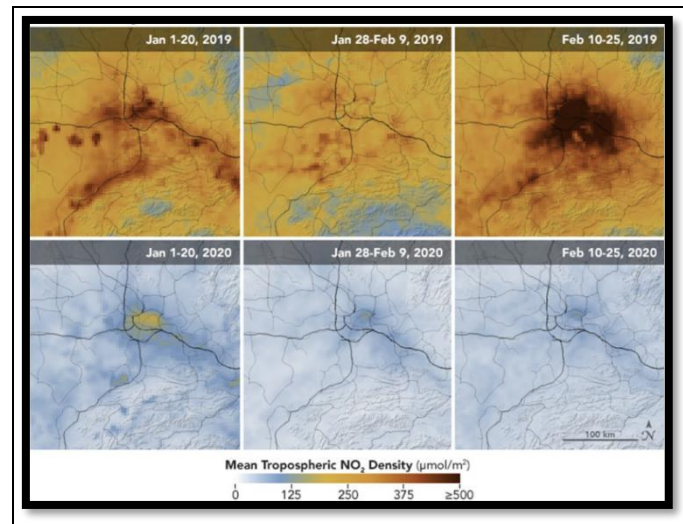 Jan 1-20, 2019
Jan 28-Feb 9, 2019
Feb 10-25, 2019
Jan 1-20, 2020
Jan 28-Feb 9, 2020
Feb 10-25, 2020
100 km
N
Mean Tropospheric NO₂ Density (μmol/m²)
0 125 250 375 ≥500